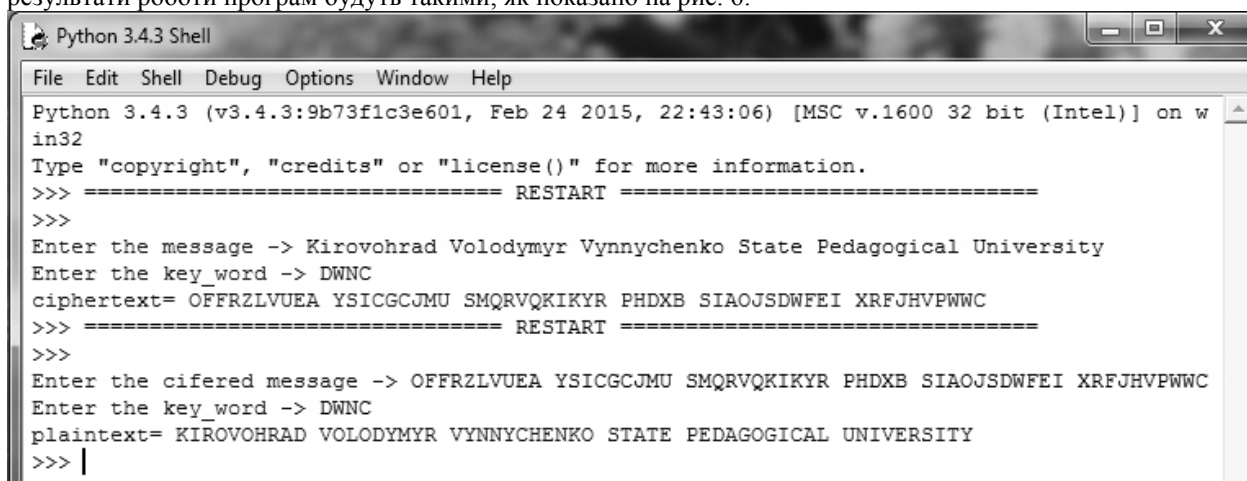 результати роботи програм будуть такими, як показано на рис. 6.
Python 3.4.3 Shell
File Edit Shell Debug Options Window Help
Python 3.4.3 (v3.4.3:9b73f1c3e601, Feb 24 2015, 22:43:06) [MSC v.1600 32 bit (Intel)] on w
in32
Type "copyright", "credits" or "license()" for more information.
>>> ================================ RESTART ================================
>>>
Enter the message -> Kirovohrad Volodymyr Vynnychenko State Pedagogical University
Enter the key_word -> DWNC
ciphertext= OFFRZLVUEA YSICGCJMU SMQRVQKIKYR PHDXB SIAOJSDWFEI XRFJHVPWWC
>>> ================================ RESTART ================================
>>>
Enter the cifered message -> OFFRZLVUEA YSICGCJMU SMQRVQKIKYR PHDXB SIAOJSDWFEI XRFJHVPWWC
Enter the key_word -> DWNC
plaintext= KIROVOHRAD VOLODYMYR VYNNYCHENKO STATE PEDAGOGICAL UNIVERSITY
>>>